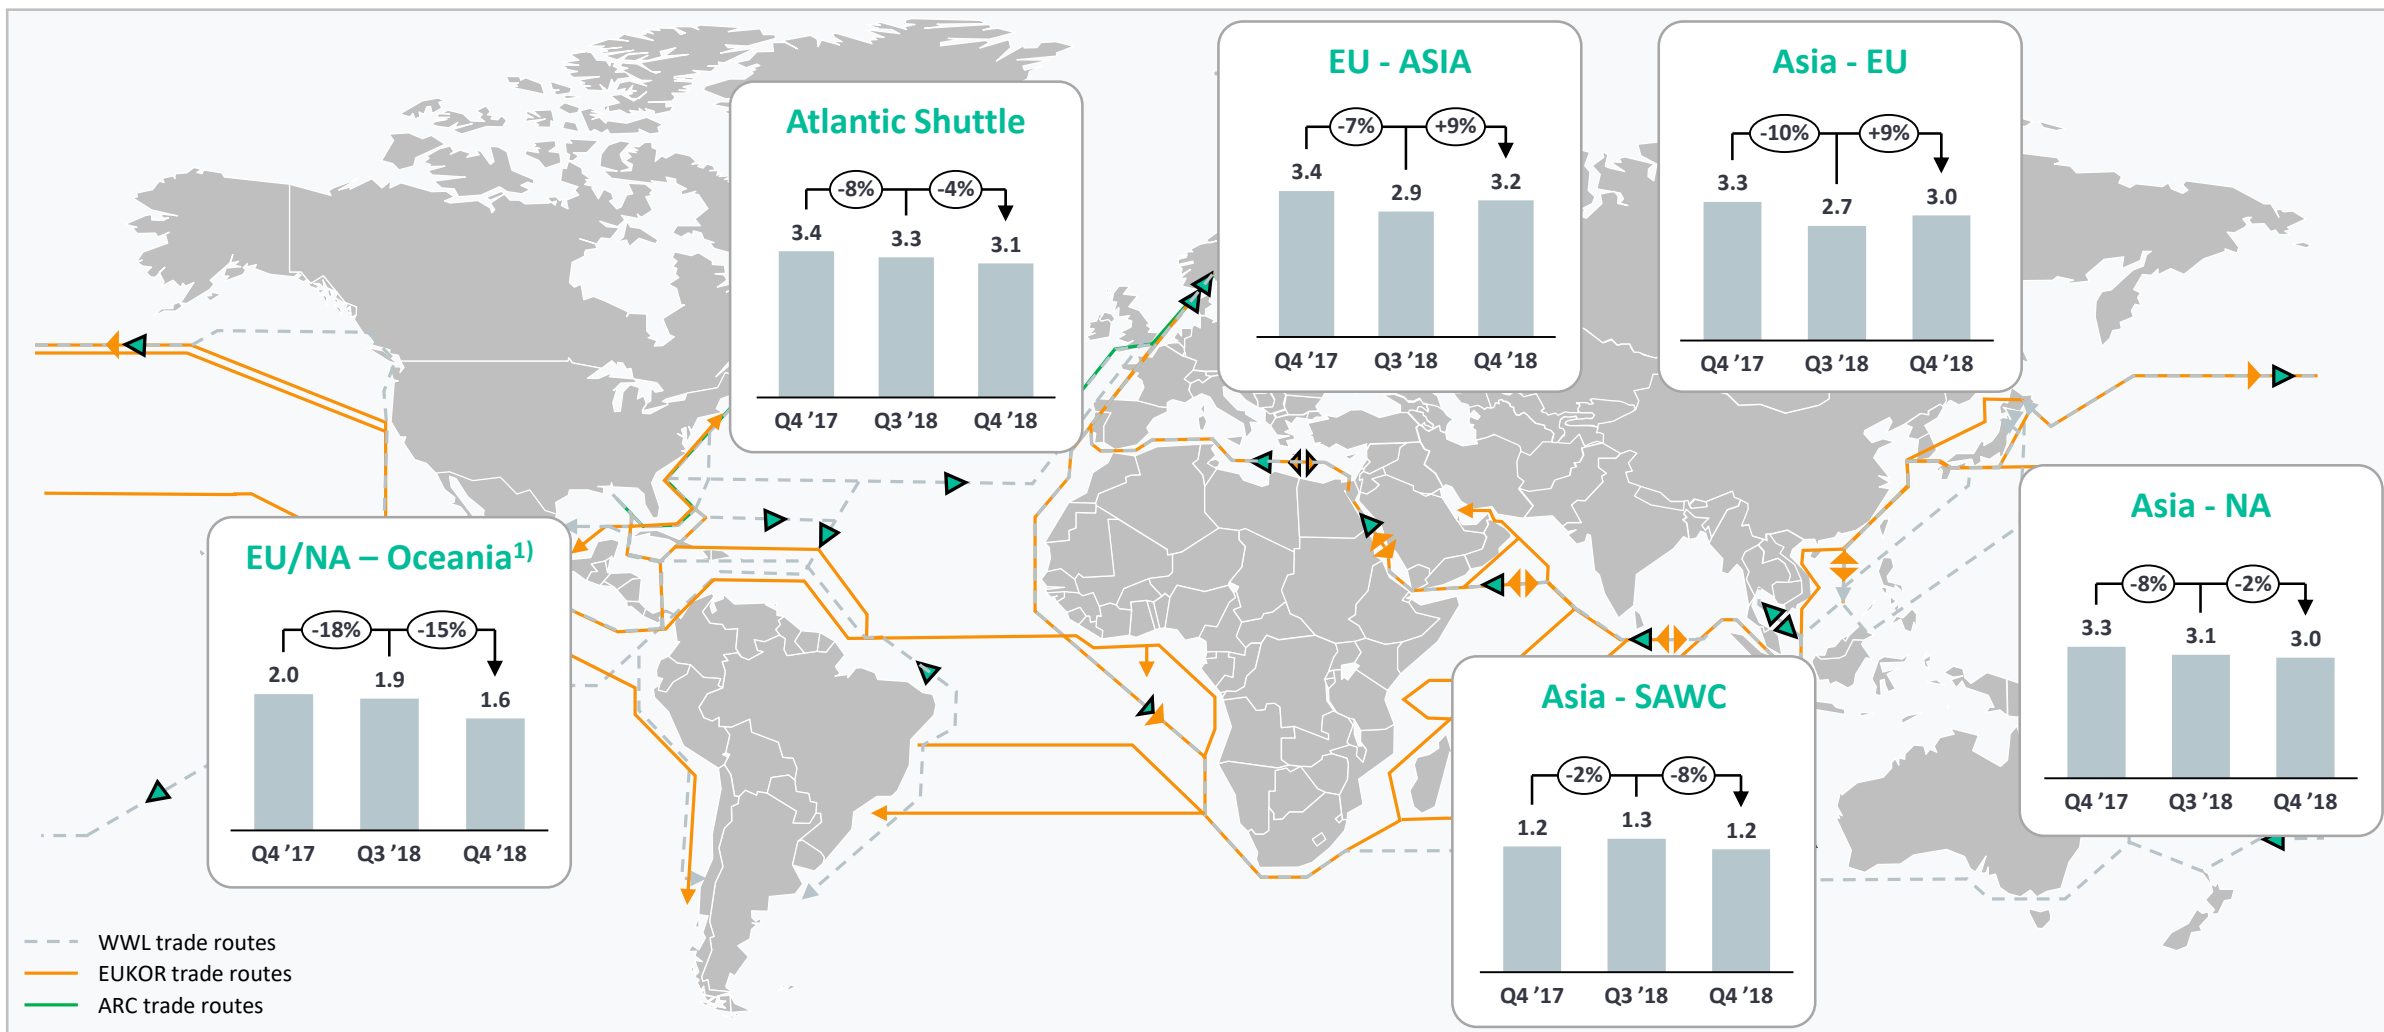 Atlantic Shuttle
-8% -4%
3.4 3.3 3.1
Q4 ’17 Q3 ’18 Q4 ’18
EU - ASIA
-7% +9%
3.4 2.9 3.2
Q4 ’17 Q3 ’18 Q4 ’18
Asia - EU
-10% +9%
3.3 2.7 3.0
Q4 ’17 Q3 ’18 Q4 ’18
EU/NA – Oceania1)
-18% -15%
2.0 1.9 1.6
Q4 ’17 Q3 ’18 Q4 ’18
Asia - SAWC
-2% -8%
1.2 1.3 1.2
Q4 ’17 Q3 ’18 Q4 ’18
Asia - NA
-8% -2%
3.3 3.1 3.0
Q4 ’17 Q3 ’18 Q4 ’18
WWL trade routes
EUKOR trade routes
ARC trade routes